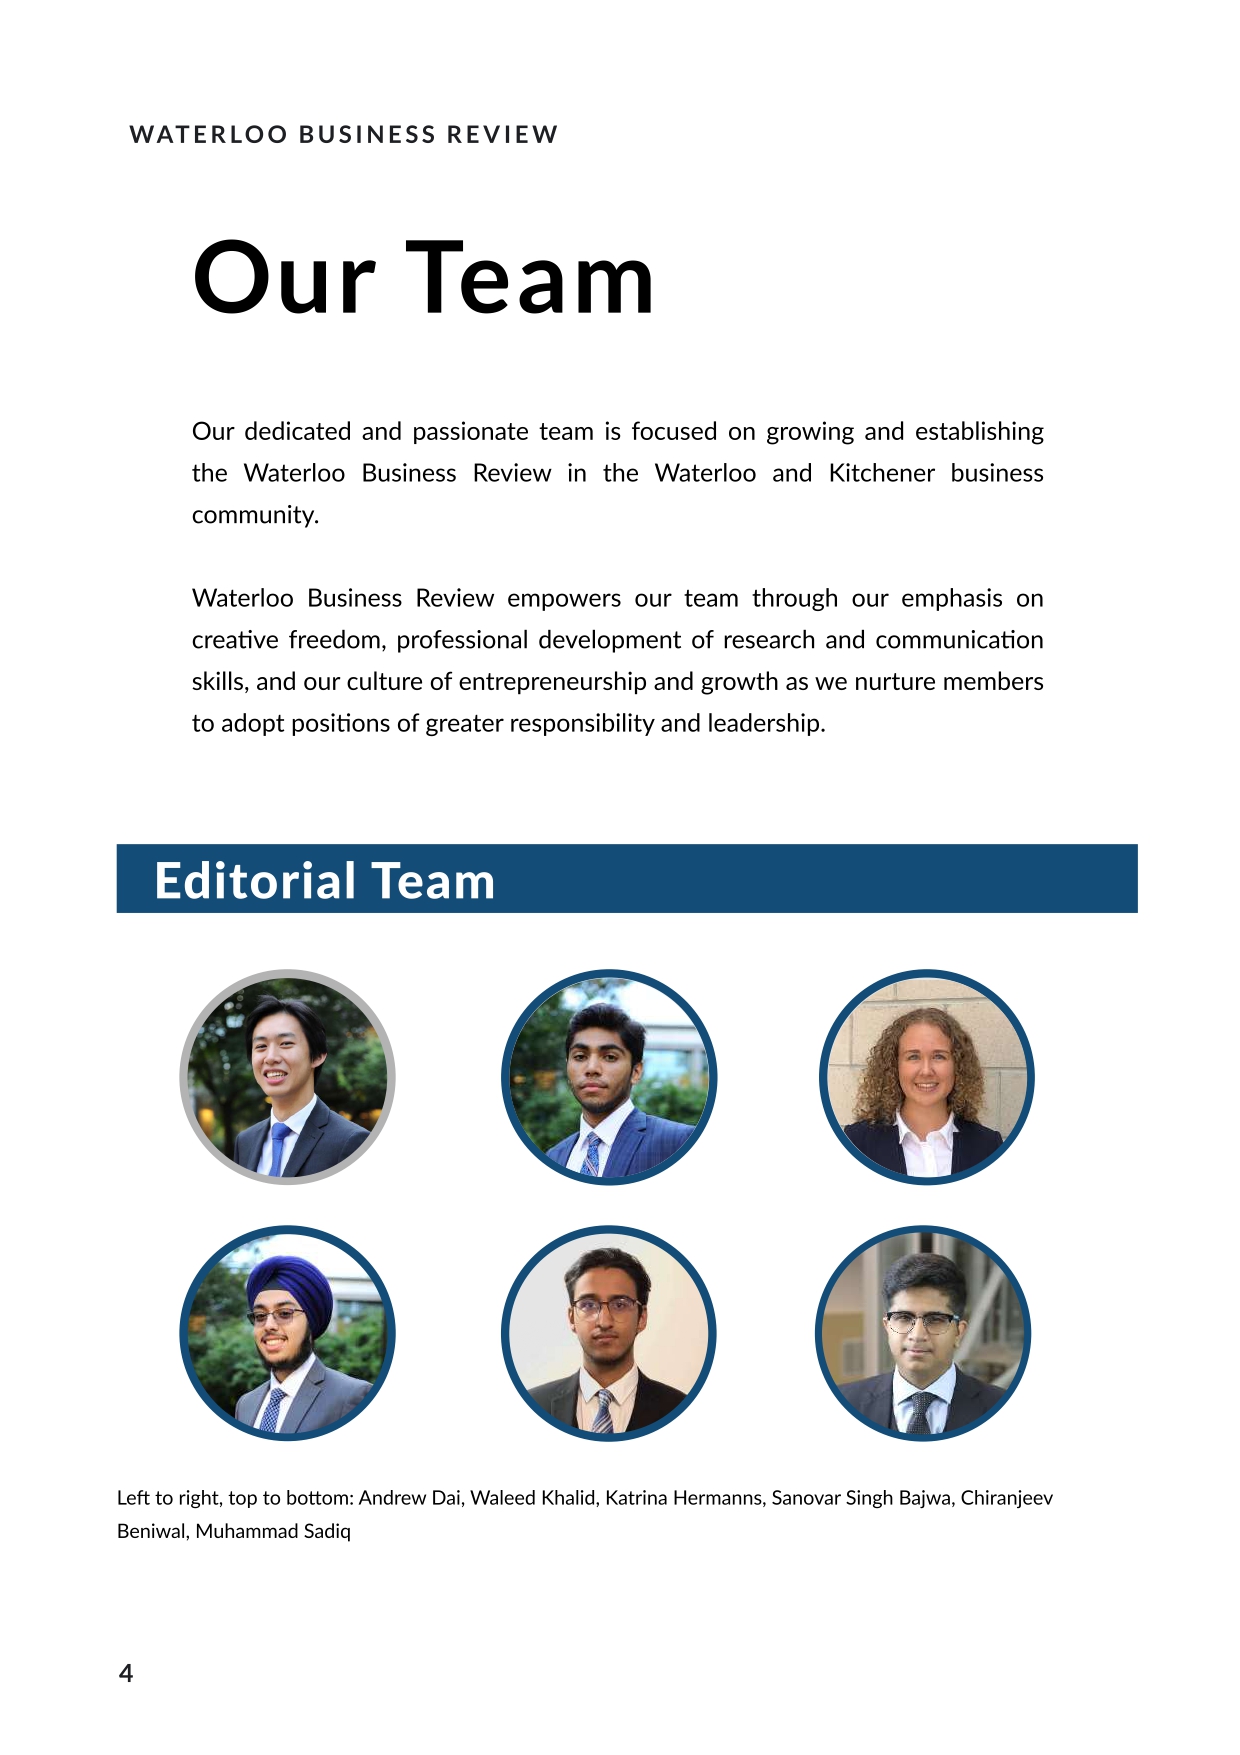 WATERLOO BUSINESS REVIEW
Our Team
Our dedicated and passionate team is focused on growing and establishing
the Waterloo Business Review in the Waterloo and Kitchener business
community.
Waterloo Business Review empowers our team through our emphasis on
creative freedom, professional development of research and communication
skills, and our culture of entrepreneurship and growth as we nurture members
to adopt positions of greater responsibility and leadership.
Editorial Team
Left to right, top to bottom: Andrew Dai, Waleed Khalid, Katrina Hermanns, Sanovar Singh Bajwa, Chiranjeev
Beniwal, Muhammad Sadiq
4